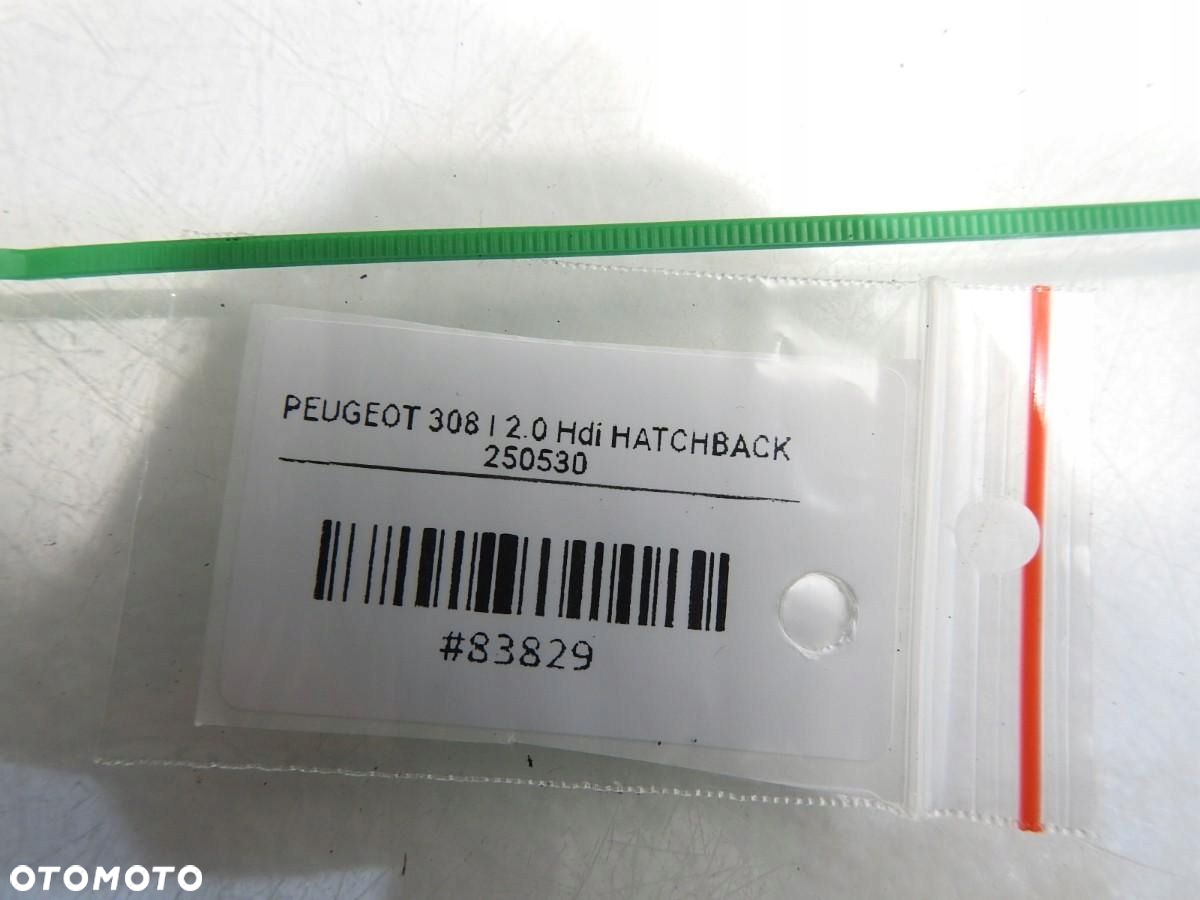 PEUGEOT 308 I 2.0 Hdi HATCHBACK
250530
#83829
OTOMOTO